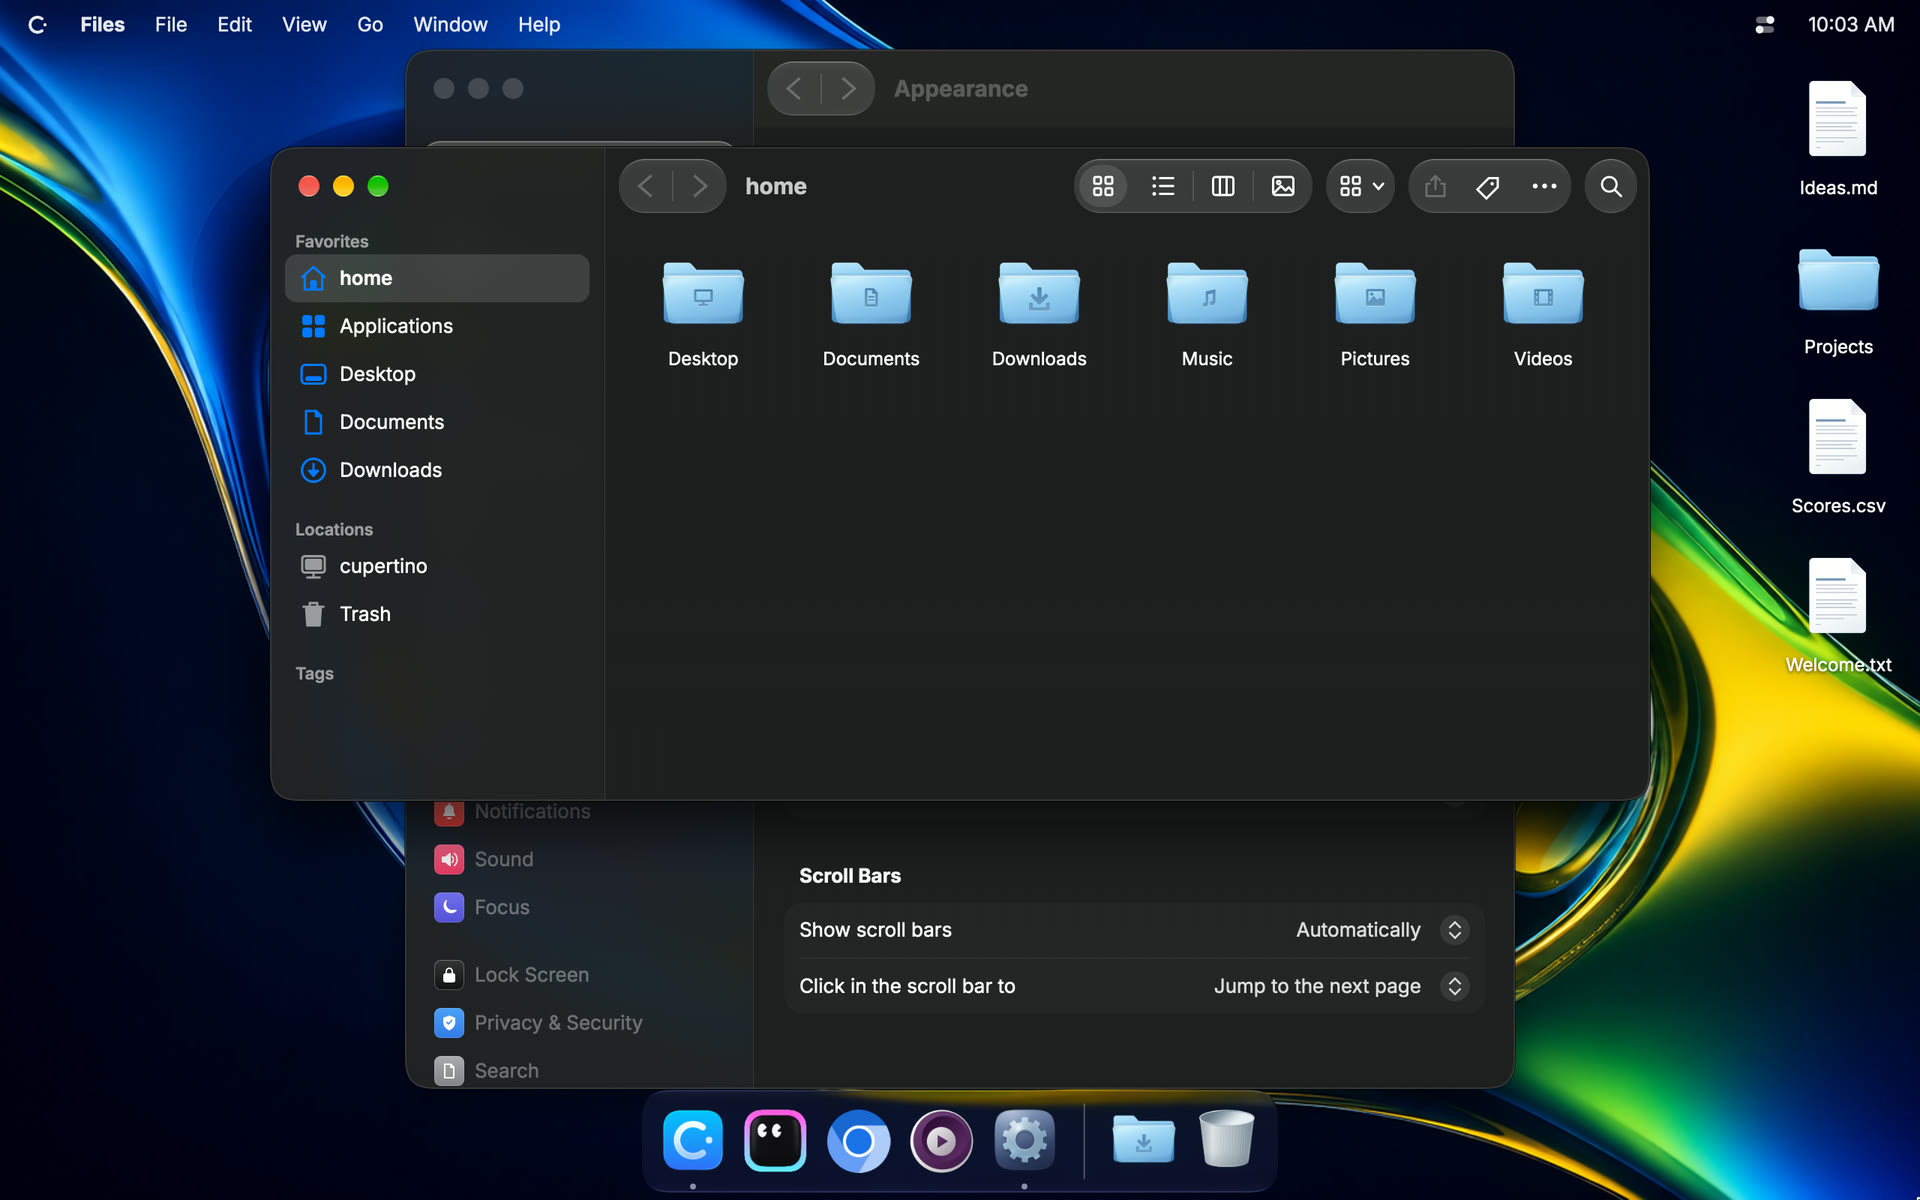 Files File Edit View Go Window Help
10:03 AM
Appearance
home
Favorites
home
Applications
Desktop
Documents
Downloads
Locations
cupertino
Trash
Tags
Desktop
Documents
Downloads
Music
Pictures
Videos
Ideas.md
Projects
Scores.csv
Welcome.txt
Notifications
Sound
Focus
Lock Screen
Privacy & Security
Search
Scroll Bars
Show scroll bars Automatically
Click in the scroll bar to Jump to the next page